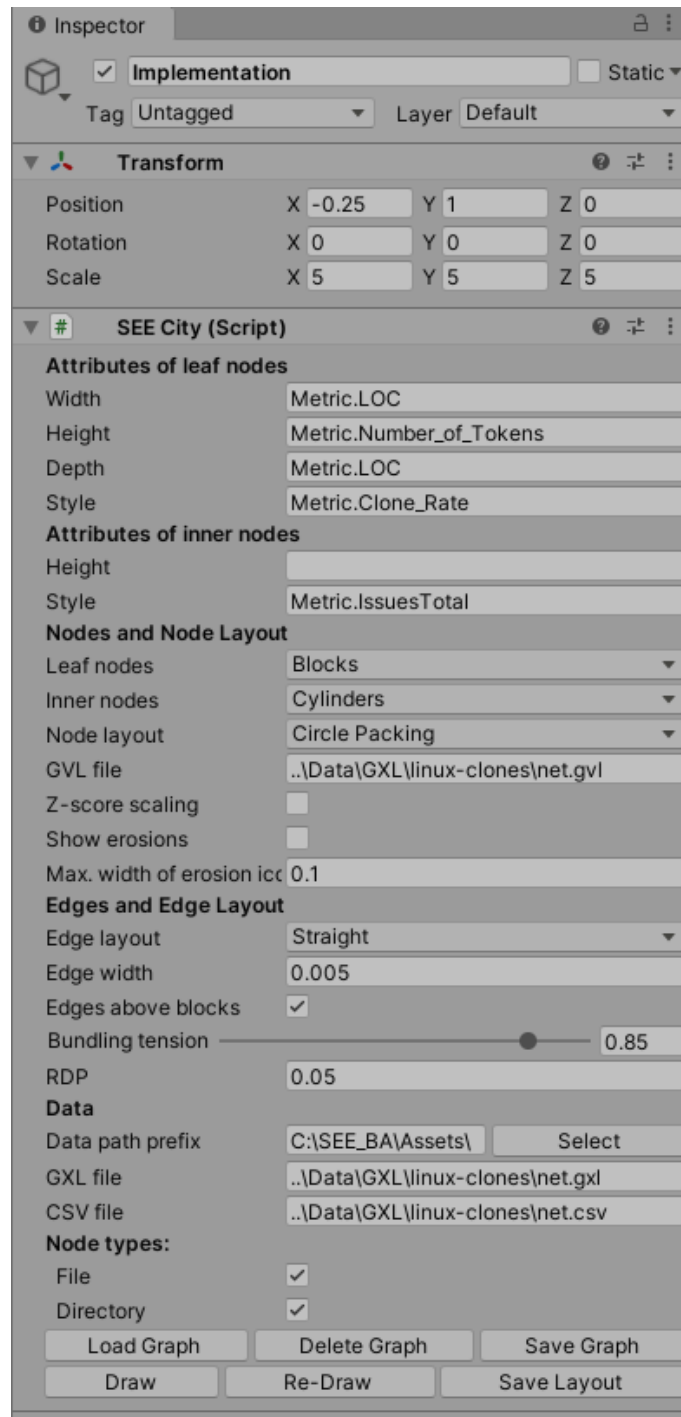 Inspector
Implementation Static
Tag Untagged Layer Default
Transform
Position X -0.25 Y 1 Z 0
Rotation X 0 Y 0 Z 0
Scale X 5 Y 5 Z 5
# SEE City (Script)
Attributes of leaf nodes
Width Metric.LOC
Height Metric.Number_of_Tokens
Depth Metric.LOC
Style Metric.Clone_Rate
Attributes of inner nodes
Height
Style Metric.IssuesTotal
Nodes and Node Layout
Leaf nodes Blocks
Inner nodes Cylinders
Node layout Circle Packing
GVL file ..\Data\GXL\linux-clones\net.gvl
Z-score scaling
Show erosions
Max. width of erosion icc 0.1
Edges and Edge Layout
Edge layout Straight
Edge width 0.005
Edges above blocks
Bundling tension 0.85
RDP 0.05
Data
Data path prefix C:\SEE_BA\Assets\ Select
GXL file ..\Data\GXL\linux-clones\net.gxl
CSV file ..\Data\GXL\linux-clones\net.csv
Node types:
File
Directory
Load Graph Delete Graph Save Graph
Draw Re-Draw Save Layout